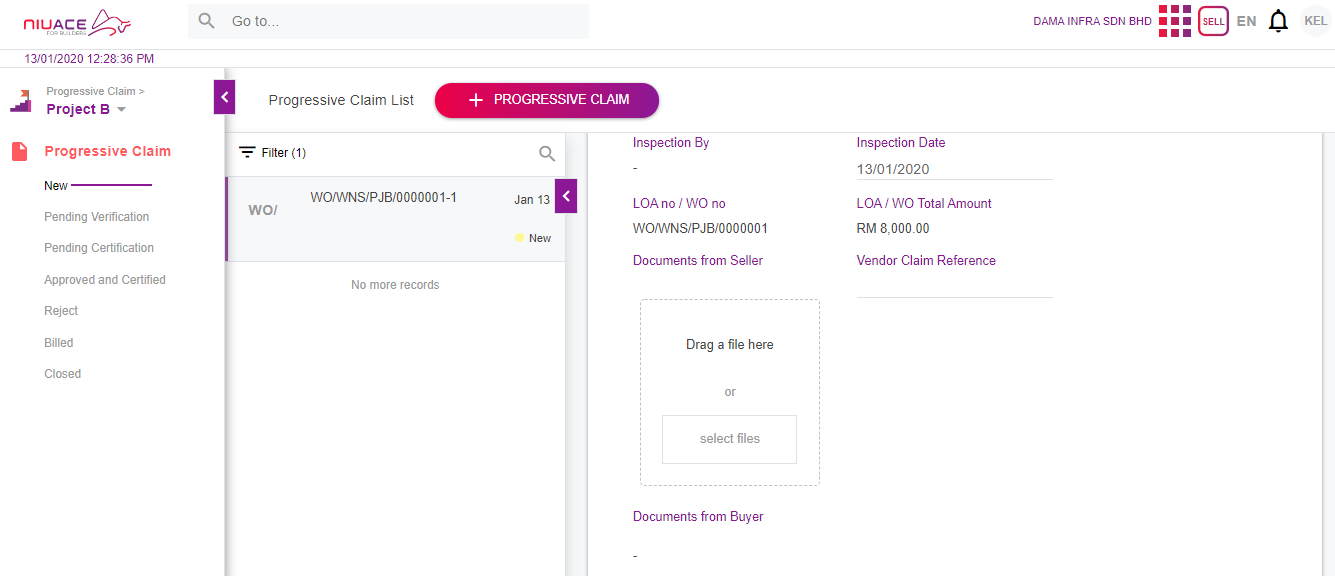 NIUACE
FOR BUILDERS
Go to...
DAMA INFRA SDN BHD
SELL
EN
KEL
13/01/2020 12:28:36 PM
Progressive Claim >
Project B
Progressive Claim
New
Pending Verification
Pending Certification
Approved and Certified
Reject
Billed
Closed
Progressive Claim List
+ PROGRESSIVE CLAIM
Filter (1)
WO/
WO/WNS/PJB/0000001-1
Jan 13
New
No more records
Inspection By
-
Inspection Date
13/01/2020
LOA no / WO no
WO/WNS/PJB/0000001
LOA / WO Total Amount
RM 8,000.00
Documents from Seller
Vendor Claim Reference
Drag a file here
or
select files
Documents from Buyer
-